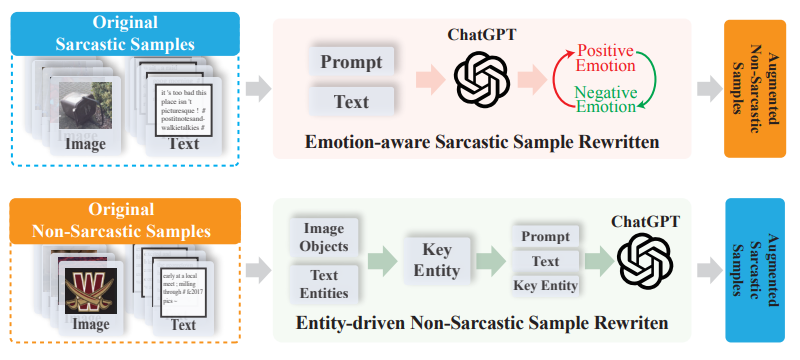 Original
Sarcastic Samples
it 's too bad this
place isn 't
picturesque ! #
postitnotesand-
walkietalkies #
Image
Text
Prompt
Text
ChatGPT
Positive
Emotion
Negative
Emotion
Emotion-aware Sarcastic Sample Rewritten
Augmented
Non-Sarcastic
Samples
Original
Non-Sarcastic Samples
W
early at a local
meet ; milling
through # fc2017
pics ~
Image
Text
Image
Objects
Text
Entities
Key
Entity
Prompt
Text
Key Entity
ChatGPT
Entity-driven Non-Sarcastic Sample Rewriten
Augmented
Sarcastic
Samples